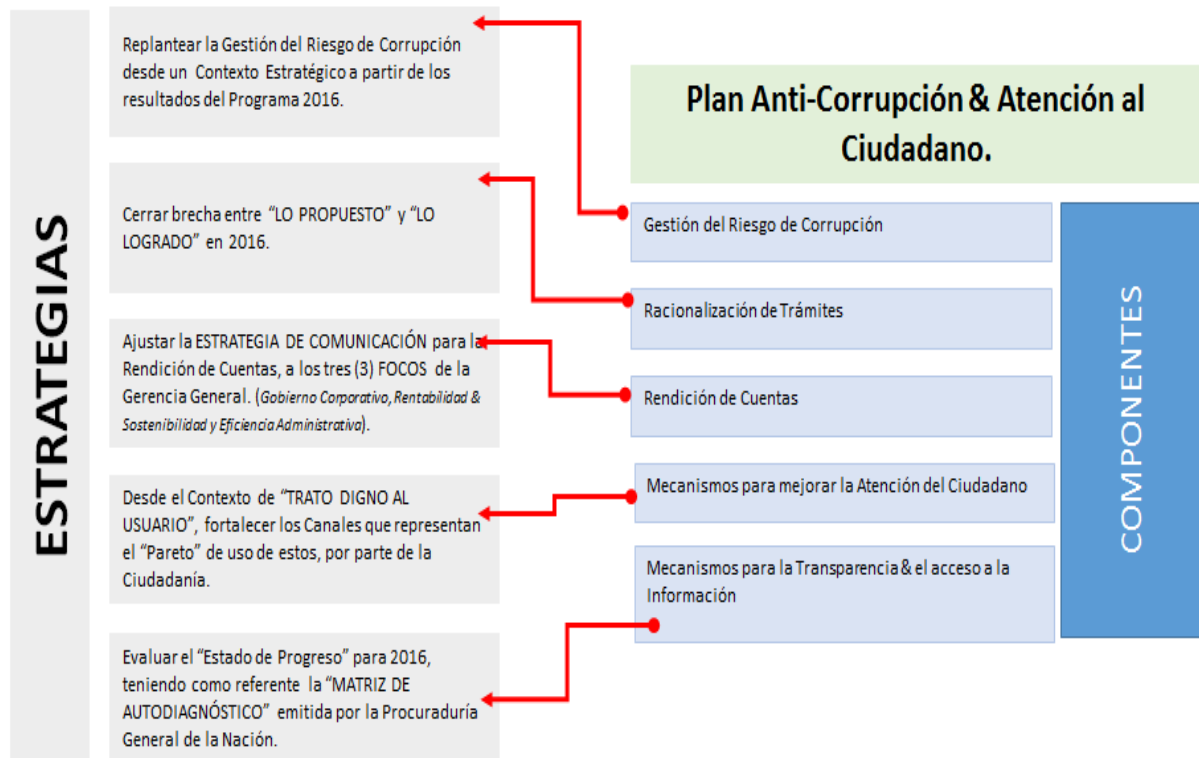 ESTRATEGIAS
Replantear la Gestión del Riesgo de Corrupción
desde un Contexto Estratégico a partir de los
resultados del Programa 2016.
Cerrar brecha entre “LO PROPUESTO” y “LO
LOGRADO” en 2016.
Ajustar la ESTRATEGIA DE COMUNICACIÓN para la
Rendición de Cuentas, a los tres (3) FOCOS de la
Gerencia General. (Gobierno Corporativo, Rentabilidad &
Sostenibilidad y Eficiencia Administrativa).
Desde el Contexto de “TRATO DIGNO AL
USUARIO”, fortalecer los Canales que representan
el “Pareto” de uso de estos, por parte de la
Ciudadanía.
Evaluar el “Estado de Progreso” para 2016,
teniendo como referente la “MATRIZ DE
AUTODIAGNÓSTICO” emitida por la Procuraduría
General de la Nación.
Plan Anti-Corrupción & Atención al
Ciudadano.
Gestión del Riesgo de Corrupción
Racionalización de Trámites
Rendición de Cuentas
Mecanismos para mejorar la Atención del Ciudadano
Mecanismos para la Transparencia & el acceso a la
Información
COMPONENTES